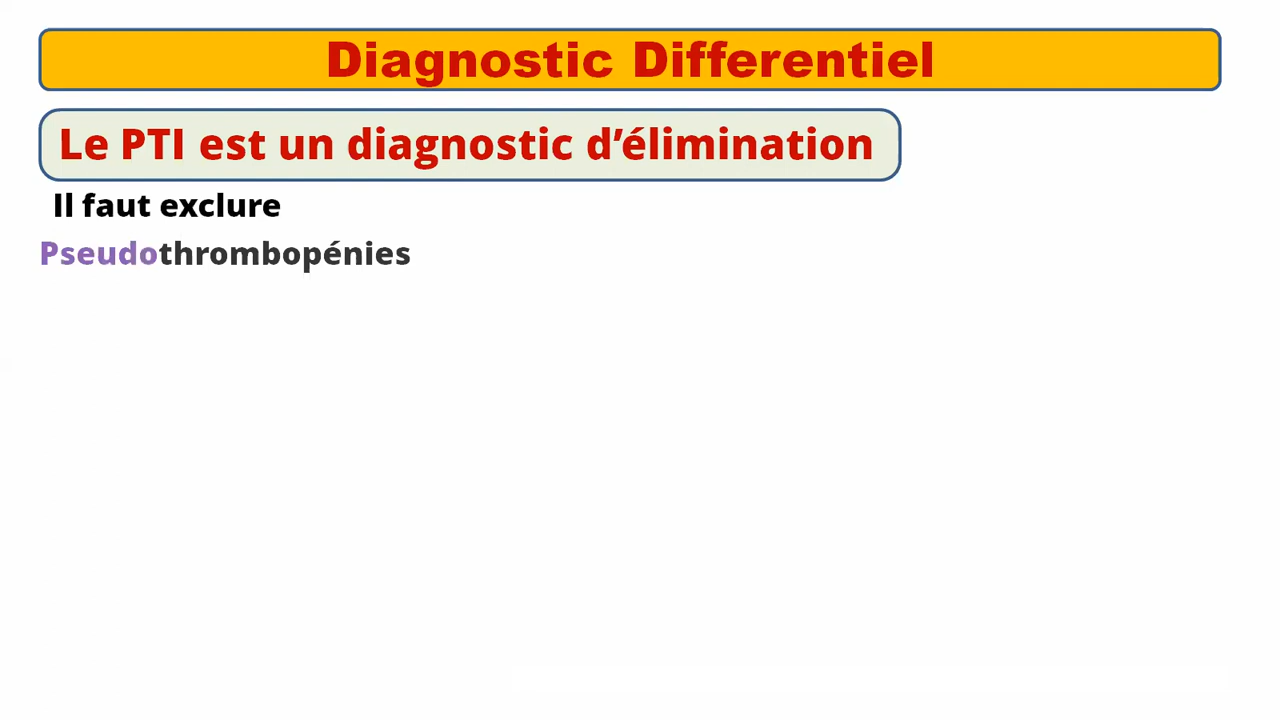 Diagnostic Differentiel
Le PTI est un diagnostic d’élimination
Il faut exclure
Pseudothrombopénies